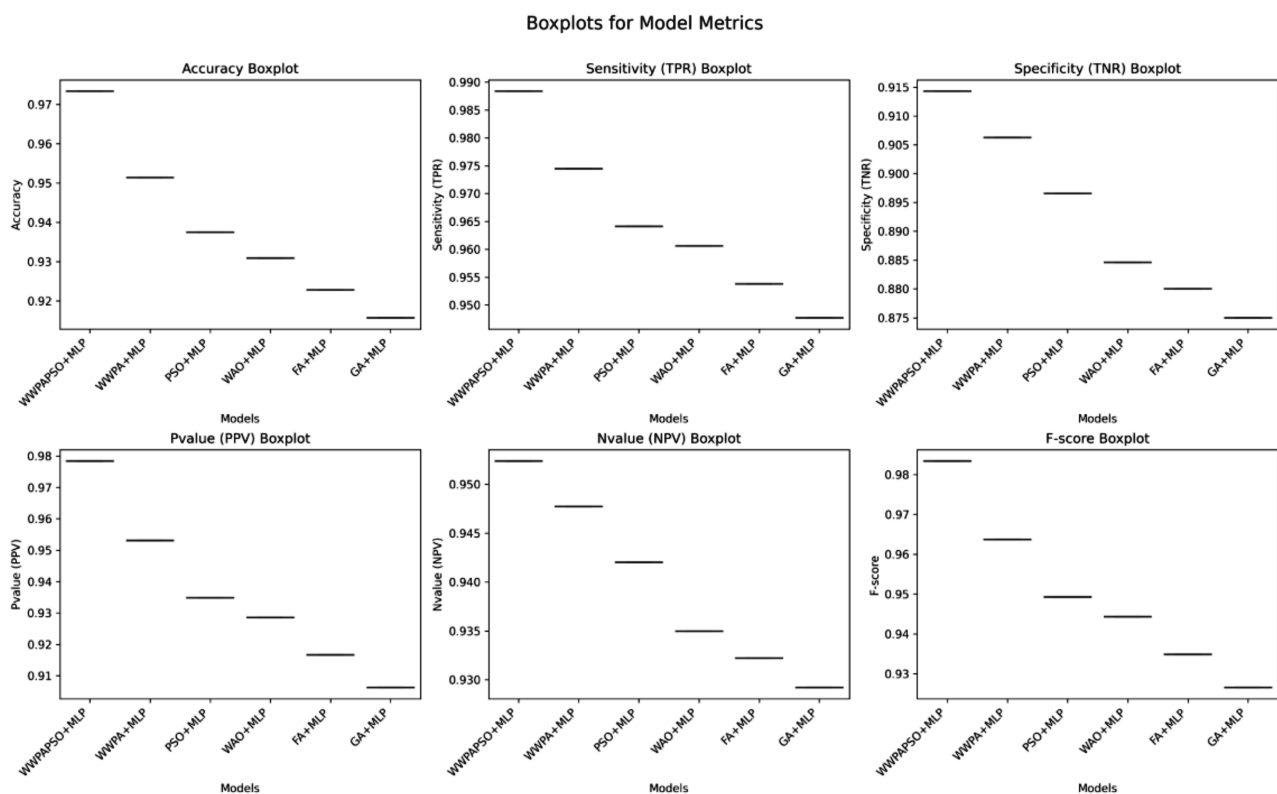 Boxplots for Model Metrics
Accuracy Boxplot
Accuracy
0.97
0.96
0.95
0.94
0.93
0.92
WWPAPSO+MLP
WWPA+MLP
PSO+MLP
WAO+MLP
FA+MLP
GA+MLP
Models
Sensitivity (TPR) Boxplot
Sensitivity (TPR)
0.990
0.985
0.980
0.975
0.970
0.965
0.960
0.955
0.950
WWPAPSO+MLP
WWPA+MLP
PSO+MLP
WAO+MLP
FA+MLP
GA+MLP
Models
Specificity (TNR) Boxplot
Specificity (TNR)
0.915
0.910
0.905
0.900
0.895
0.890
0.885
0.880
0.875
WWPAPSO+MLP
WWPA+MLP
PSO+MLP
WAO+MLP
FA+MLP
GA+MLP
Models
Pvalue (PPV) Boxplot
Pvalue (PPV)
0.98
0.97
0.96
0.95
0.94
0.93
0.92
0.91
WWPAPSO+MLP
WWPA+MLP
PSO+MLP
WAO+MLP
FA+MLP
GA+MLP
Models
Nvalue (NPV) Boxplot
Nvalue (NPV)
0.950
0.945
0.940
0.935
0.930
WWPAPSO+MLP
WWPA+MLP
PSO+MLP
WAO+MLP
FA+MLP
GA+MLP
Models
F-score Boxplot
F-score
0.98
0.97
0.96
0.95
0.94
0.93
WWPAPSO+MLP
WWPA+MLP
PSO+MLP
WAO+MLP
FA+MLP
GA+MLP
Models